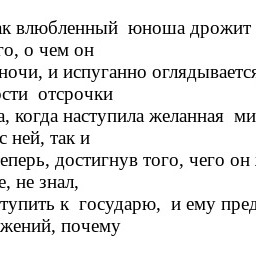 ак влюбленный юноша дрожит
го, о чем он
ночи, и испуганно оглядывается
ости отсрочки
а, когда наступила желанная ми
с ней, так и
еперь, достигнув того, чего он
е, не знал,
тупить к государю, и ему пред
жений, почему